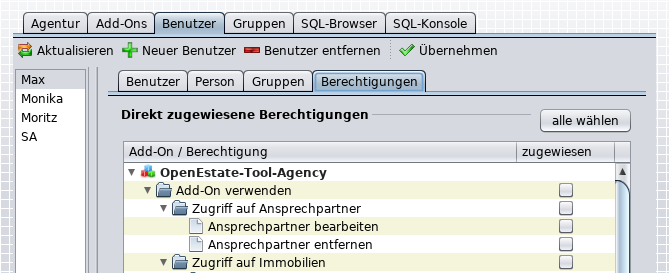 Agentur Add-Ons Benutzer Gruppen SQL-Browser SQL-Konsole
Aktualisieren Neuer Benutzer Benutzer entfernen Übernehmen
Max
Monika
Moritz
SA
Benutzer Person Gruppen Berechtigungen
Direkt zugewiesene Berechtigungen alle wählen
Add-On / Berechtigung zugewiesen
OpenEstate-Tool-Agency
Add-On verwenden
Zugriff auf Ansprechpartner
Ansprechpartner bearbeiten
Ansprechpartner entfernen
Zugriff auf Immobilien